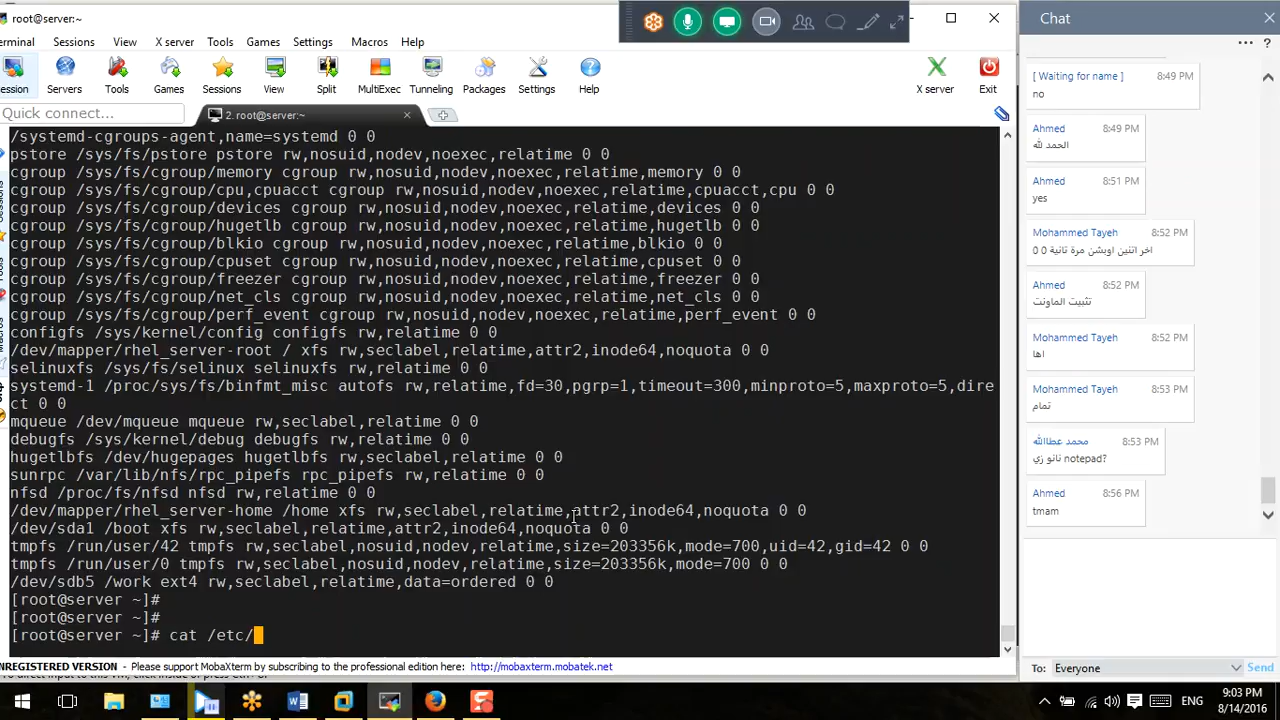 root@server:~
erminal Sessions View X server Tools Games Settings Macros Help
ession Servers Tools Games Sessions View Split MultiExec Tunneling Packages Settings Help X server Exit
Quick connect...
2. root@server:~
/systemd-cgroups-agent,name=systemd 0 0
pstore /sys/fs/pstore pstore rw,nosuid,nodev,noexec,relatime 0 0
cgroup /sys/fs/cgroup/memory cgroup rw,nosuid,nodev,noexec,relatime,memory 0 0
cgroup /sys/fs/cgroup/cpu,cpuacct cgroup rw,nosuid,nodev,noexec,relatime,cpuacct,cpu 0 0
cgroup /sys/fs/cgroup/devices cgroup rw,nosuid,nodev,noexec,relatime,devices 0 0
cgroup /sys/fs/cgroup/hugetlb cgroup rw,nosuid,nodev,noexec,relatime,hugetlb 0 0
cgroup /sys/fs/cgroup/blkio cgroup rw,nosuid,nodev,noexec,relatime,blkio 0 0
cgroup /sys/fs/cgroup/cpuset cgroup rw,nosuid,nodev,noexec,relatime,cpuset 0 0
cgroup /sys/fs/cgroup/freezer cgroup rw,nosuid,nodev,noexec,relatime,freezer 0 0
cgroup /sys/fs/cgroup/net_cls cgroup rw,nosuid,nodev,noexec,relatime,net_cls 0 0
cgroup /sys/fs/cgroup/perf_event cgroup rw,nosuid,nodev,noexec,relatime,perf_event 0 0
configfs /sys/kernel/config configfs rw,relatime 0 0
/dev/mapper/rhel_server-root / xfs rw,seclabel,relatime,attr2,inode64,noquota 0 0
selinuxfs /sys/fs/selinux selinuxfs rw,relatime 0 0
systemd-1 /proc/sys/fs/binfmt_misc autofs rw,relatime,fd=30,pgrp=1,timeout=300,minproto=5,maxproto=5,dire
ct 0 0
mqueue /dev/mqueue mqueue rw,seclabel,relatime 0 0
debugfs /sys/kernel/debug debugfs rw,relatime 0 0
hugetlbfs /dev/hugepages hugetlbfs rw,seclabel,relatime 0 0
sunrpc /var/lib/nfs/rpc_pipefs rpc_pipefs rw,relatime 0 0
nfsd /proc/fs/nfsd nfsd rw,relatime 0 0
/dev/mapper/rhel_server-home /home xfs rw,seclabel,relatime,attr2,inode64,noquota 0 0
/dev/sda1 /boot xfs rw,seclabel,relatime,attr2,inode64,noquota 0 0
tmpfs /run/user/42 tmpfs rw,seclabel,nosuid,nodev,relatime,size=203356k,mode=700,uid=42,gid=42 0 0
tmpfs /run/user/0 tmpfs rw,seclabel,nosuid,nodev,relatime,size=203356k,mode=700 0 0
/dev/sdb5 /work ext4 rw,seclabel,relatime,data=ordered 0 0
[root@server ~]#
[root@server ~]#
[root@server ~]# cat /etc/
NREGISTERED VERSION - Please support MobaXterm by subscribing to the professional edition here: http://mobaxterm.mobatek.net
Sessions
Tools
Macros
Chat
[ Waiting for name ] 8:49 PM
no
Ahmed 8:49 PM
الحمد لله
Ahmed 8:51 PM
yes
Mohammed Tayeh 8:52 PM
اخر اتنين اوبشن مرة تانية 0 0
Ahmed 8:52 PM
تثبيت الماونت
Mohammed Tayeh 8:52 PM
اها
Mohammed Tayeh 8:53 PM
تمام
محمد عطاالله 8:53 PM
نانو زي notepad?
Ahmed 8:56 PM
tmam
To: Everyone Send
ENG
9:03 PM
8/14/2016